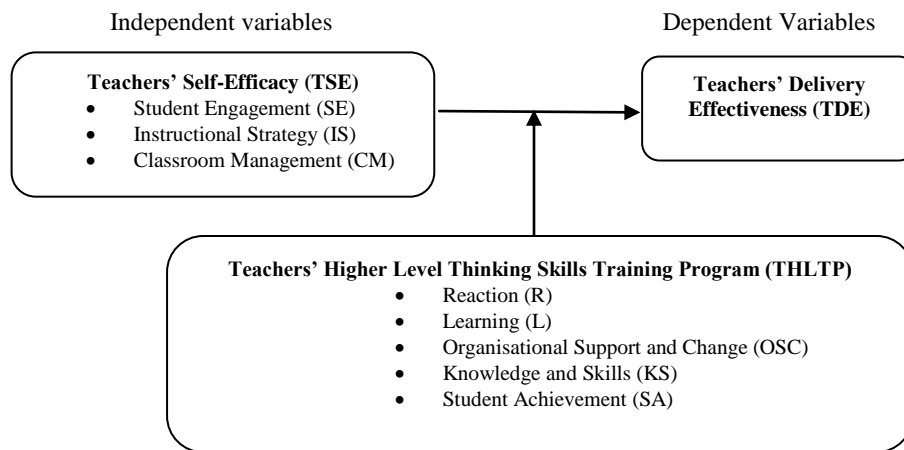 Independent variables
Dependent Variables
Teachers’ Self-Efficacy (TSE)
• Student Engagement (SE)
• Instructional Strategy (IS)
• Classroom Management (CM)
Teachers’ Delivery
Effectiveness (TDE)
Teachers’ Higher Level Thinking Skills Training Program (THLTP)
• Reaction (R)
• Learning (L)
• Organisational Support and Change (OSC)
• Knowledge and Skills (KS)
• Student Achievement (SA)